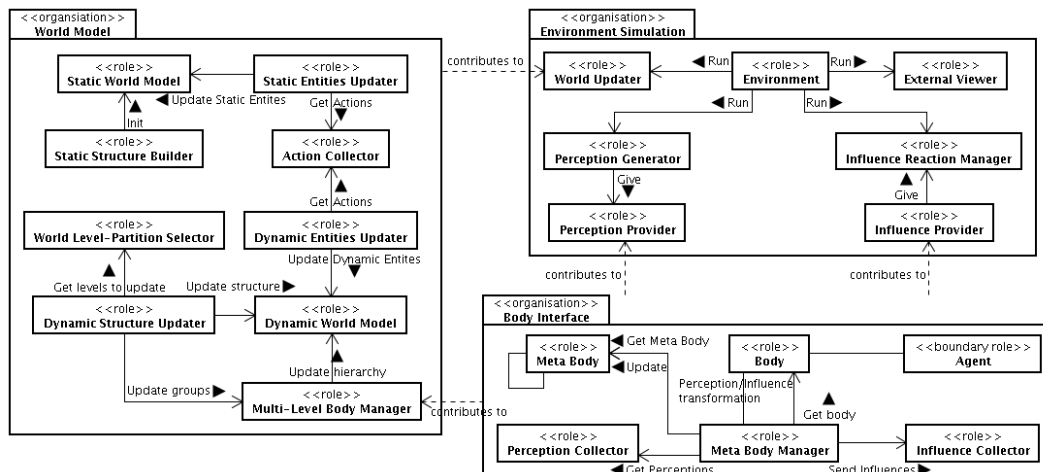 <<organsiation>>
World Model
<<role>>
Static World Model
<<role>>
Static Entities Updater
◀ Update Static Entites
Get Actions
▼
▲
Init
<<role>>
Static Structure Builder
<<role>>
Action Collector
▲
Get Actions
<<role>>
World Level-Partition Selector
<<role>>
Dynamic Entities Updater
Update Dynamic Entites
▼
▲
Get levels to update
Update structure ▶
<<role>>
Dynamic Structure Updater
<<role>>
Dynamic World Model
▲
Update hierarchy
Update groups ▶
<<role>>
Multi-Level Body Manager
contributes to
<<organisation>>
Environment Simulation
<<role>>
World Updater
◀ Run
<<role>>
Environment
Run ▶
<<role>>
External Viewer
◀ Run
Run ▶
<<role>>
Perception Generator
<<role>>
Influence Reaction Manager
Give
▼
▲
Give
<<role>>
Perception Provider
<<role>>
Influence Provider
contributes to
contributes to
<<organisation>>
Body Interface
<<role>>
Meta Body
◀ Get Meta Body
◀ Update
<<role>>
Body
<<boundary role>>
Agent
Perception/Influence
transformation
▲
Get body
contributes to
<<role>>
Perception Collector
<<role>>
Meta Body Manager
<<role>>
Influence Collector
◀ Get Perceptions
Send Influences ▶